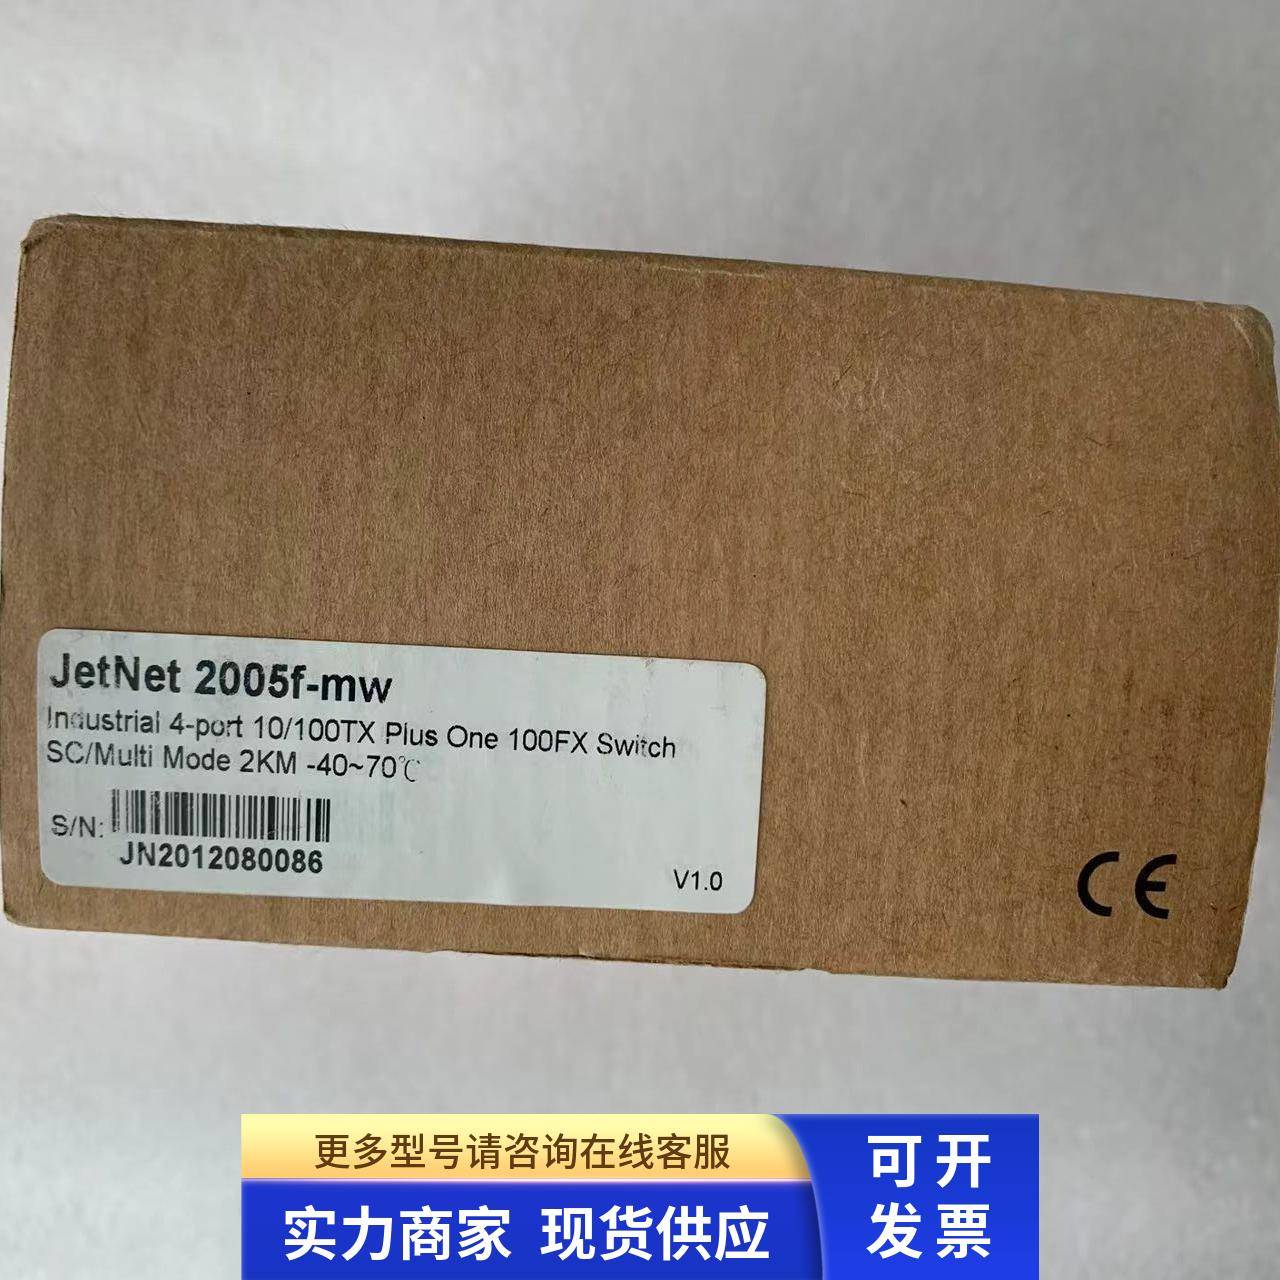 JetNet 2005f-mw
Industrial 4-port 10/100TX Plus One 100FX Switch
SC/Multi Mode 2KM -40~70℃
S/N:
JN2012080086
V1.0
CE
更多型号请咨询在线客服
实力商家 现货供应
可开
发票